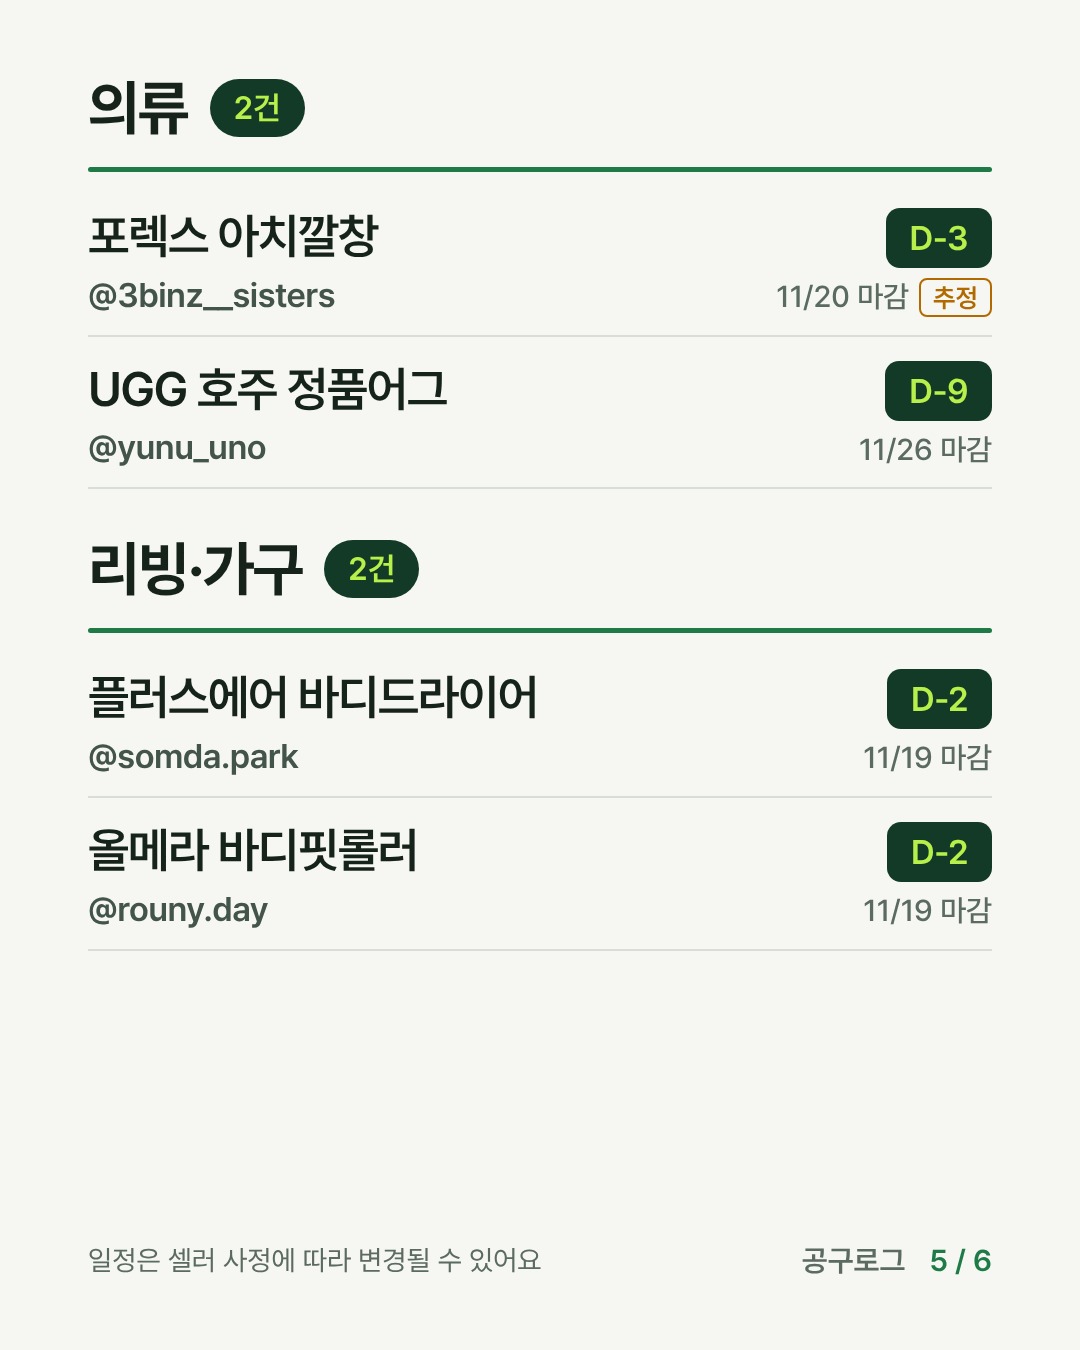 의류 2건
포렉스 아치깔창 D-3
@3binz__sisters 11/20 마감 추정
UGG 호주 정품어그 D-9
@yunu_uno 11/26 마감
리빙·가구 2건
플러스에어 바디드라이어 D-2
@somda.park 11/19 마감
올메라 바디핏롤러 D-2
@rouny.day 11/19 마감
일정은 셀러 사정에 따라 변경될 수 있어요 공구로그 5 / 6